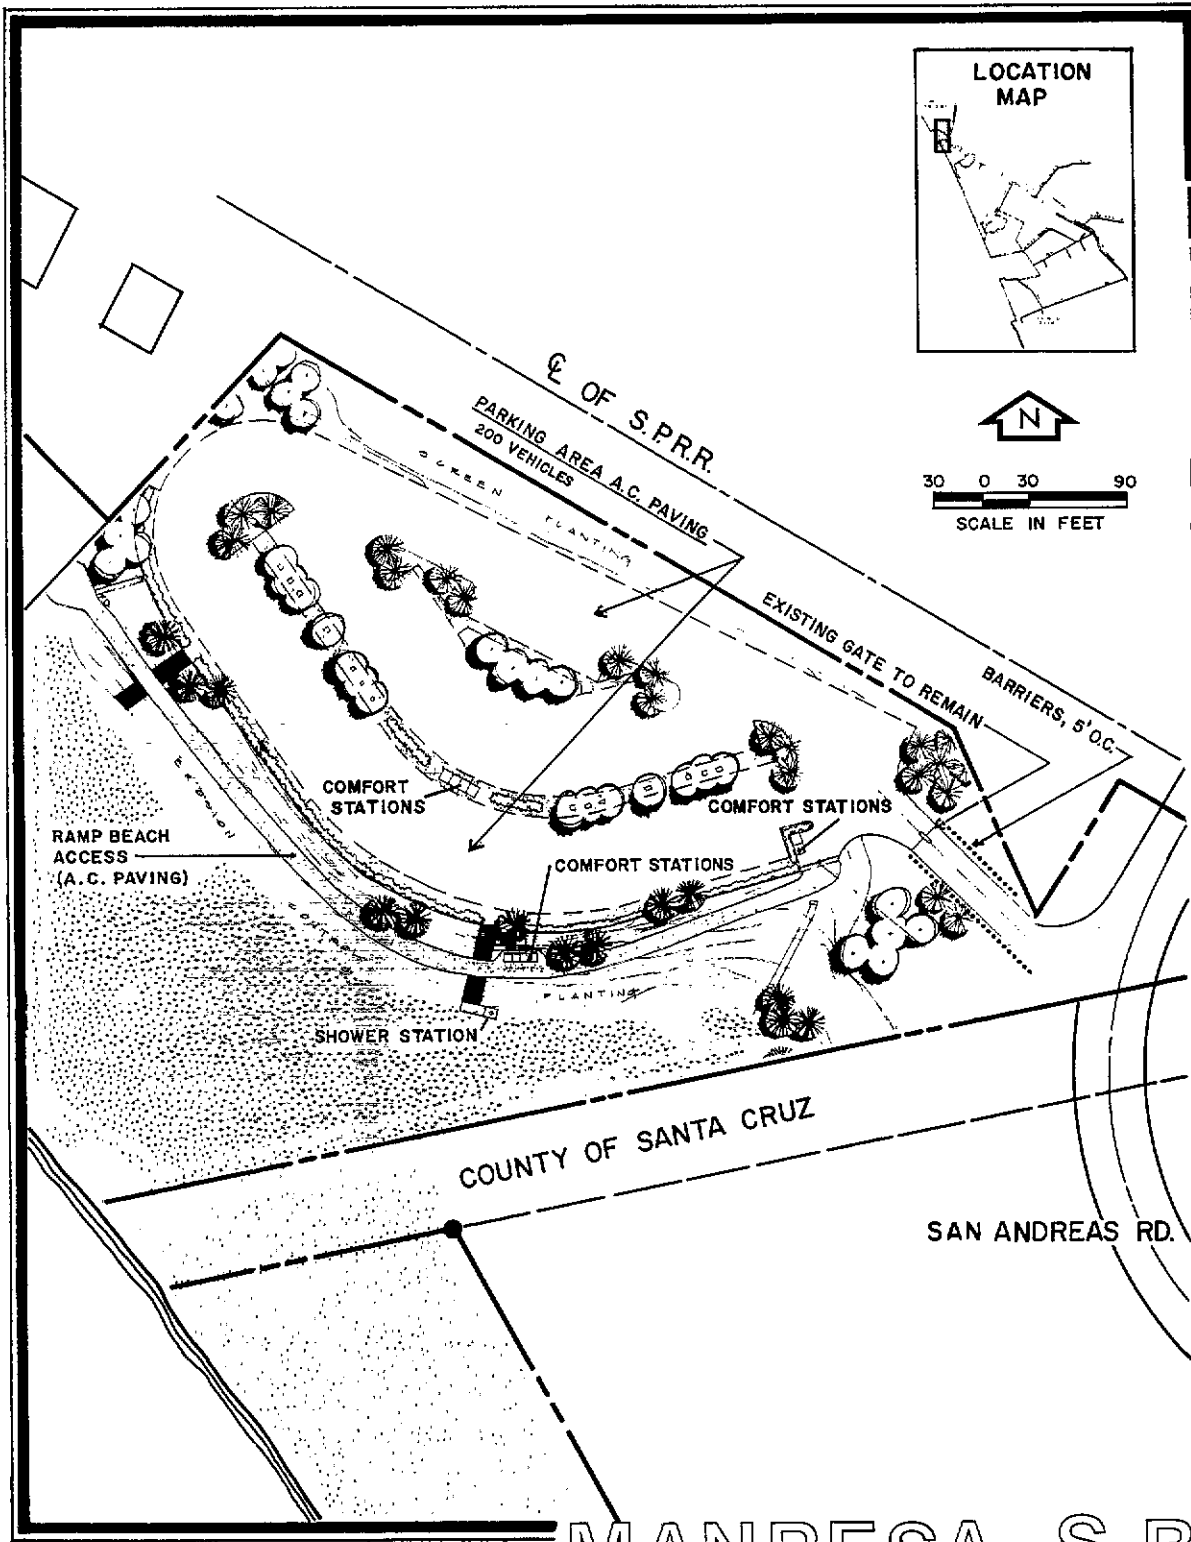 LOCATION
MAP
N
30 0 30 90
SCALE IN FEET
℄ OF S.P.R.R.
PARKING AREA A.C. PAVING
200 VEHICLES
SCREEN PLANTING
EXISTING GATE TO REMAIN
BARRIERS, 5' O.C.
COMFORT
STATIONS
COMFORT STATIONS
RAMP BEACH
ACCESS
(A.C. PAVING)
COMFORT STATIONS
EROSION CONTROL PLANTING
SHOWER STATION
COUNTY OF SANTA CRUZ
SAN ANDREAS RD.